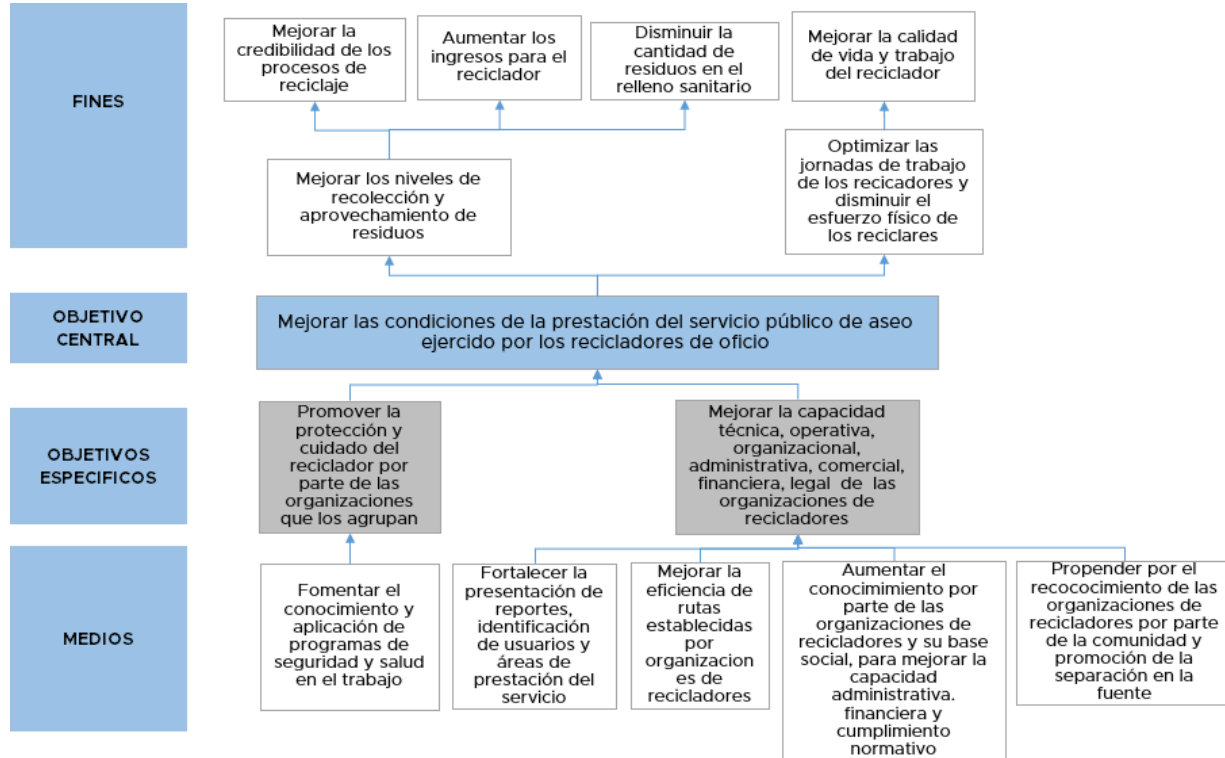 FINES
Mejorar la
credibilidad de los
procesos de
reciclaje
Aumentar los
ingresos para el
reciclador
Disminuir la
cantidad de
residuos en el
relleno sanitario
Mejorar la calidad
de vida y trabajo
del reciclador
Mejorar los niveles de
recolección y
aprovechamiento de
residuos
Optimizar las
jornadas de trabajo
de los recicadores y
disminuir el
esfuerzo físico de
los reciclares
OBJETIVO
CENTRAL
Mejorar las condiciones de la prestación del servicio público de aseo
ejercido por los recicladores de oficio
OBJETIVOS
ESPECIFICOS
Promover la
protección y
cuidado del
reciclador por
parte de las
organizaciones
que los agrupan
Mejorar la capacidad
técnica, operativa,
organizacional,
administrativa, comercial,
financiera, legal de las
organizaciones de
recicladores
MEDIOS
Fomentar el
conocimiento y
aplicación de
programas de
seguridad y salud
en el trabajo
Fortalecer la
presentación de
reportes,
identificación
de usuarios y
áreas de
prestación del
servicio
Mejorar la
eficiencia de
rutas
establecidas
por
organizacion
es de
recicladores
Aumentar el
conocimimiento por
parte de las
organizaciones de
recicladores y su base
social, para mejorar la
capacidad
administrativa.
financiera y
cumplimiento
normativo
Propender por el
recococimiento de las
organizaciones de
recicladores por parte
de la comunidad y
promoción de la
separación en la
fuente